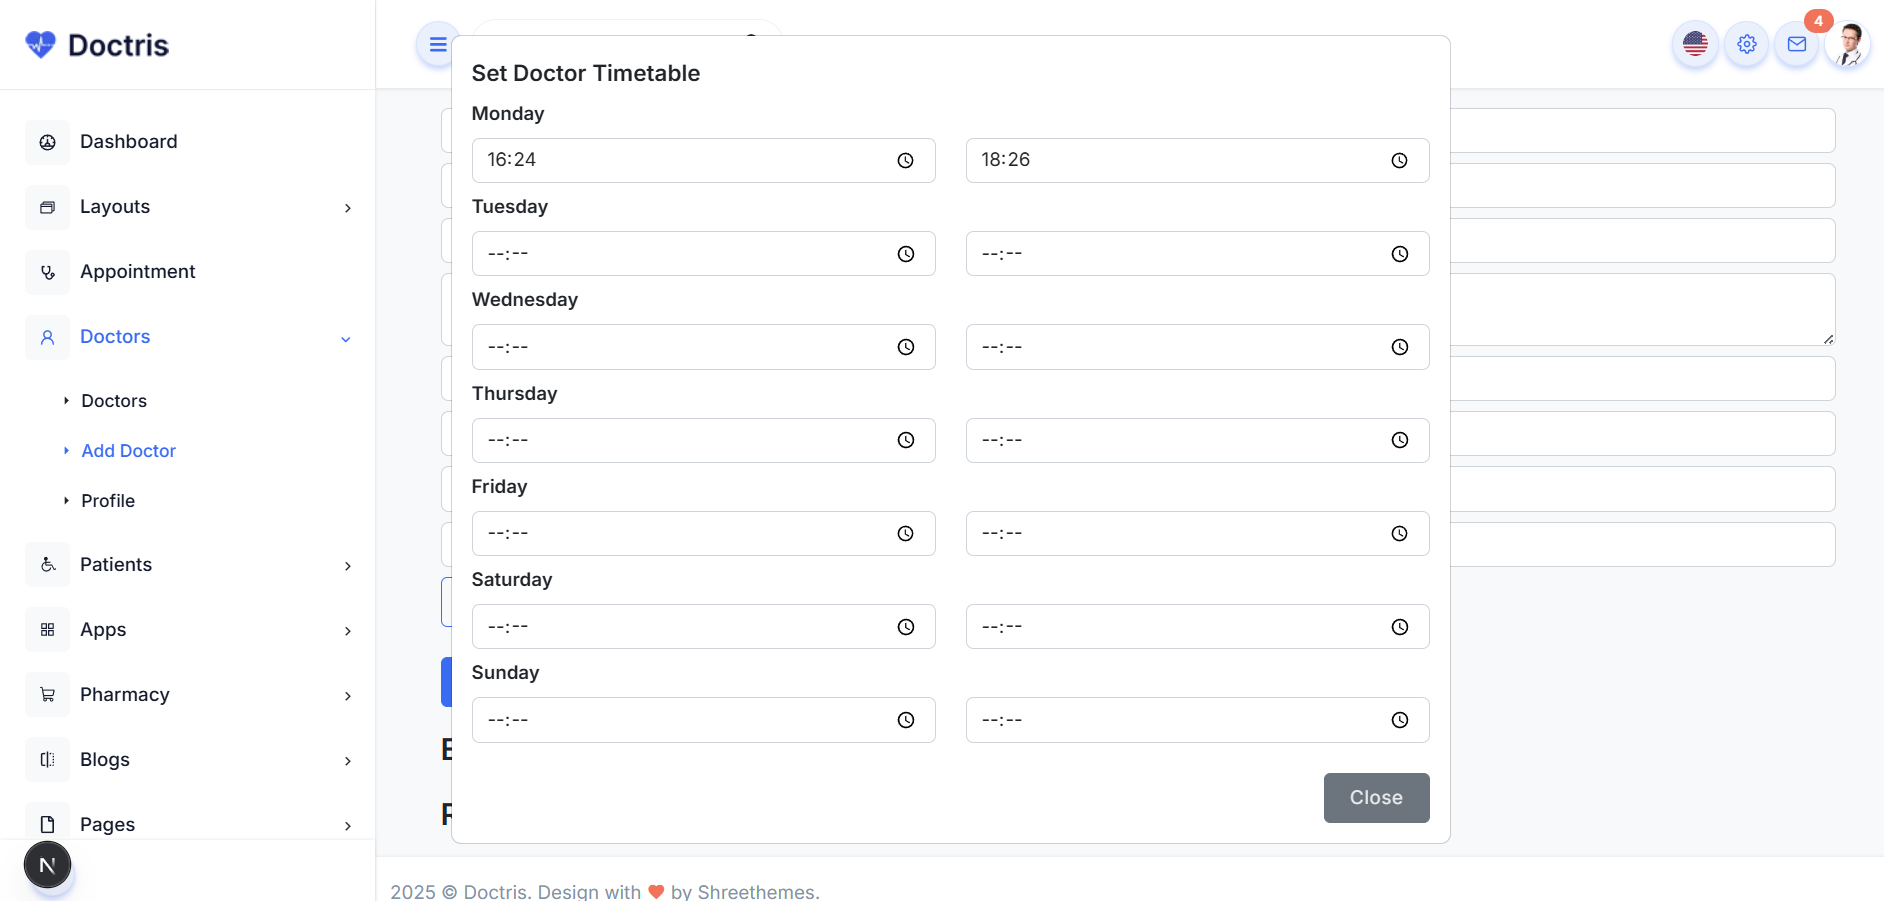 Doctris
4
Dashboard
Layouts
Appointment
Doctors
Doctors
Add Doctor
Profile
Patients
Apps
Pharmacy
Blogs
Pages
N
Set Doctor Timetable
Monday
16:24 18:26
Tuesday
--:-- --:--
Wednesday
--:-- --:--
Thursday
--:-- --:--
Friday
--:-- --:--
Saturday
--:-- --:--
Sunday
--:-- --:--
Close
2025 © Doctris. Design with ❤ by Shreethemes.